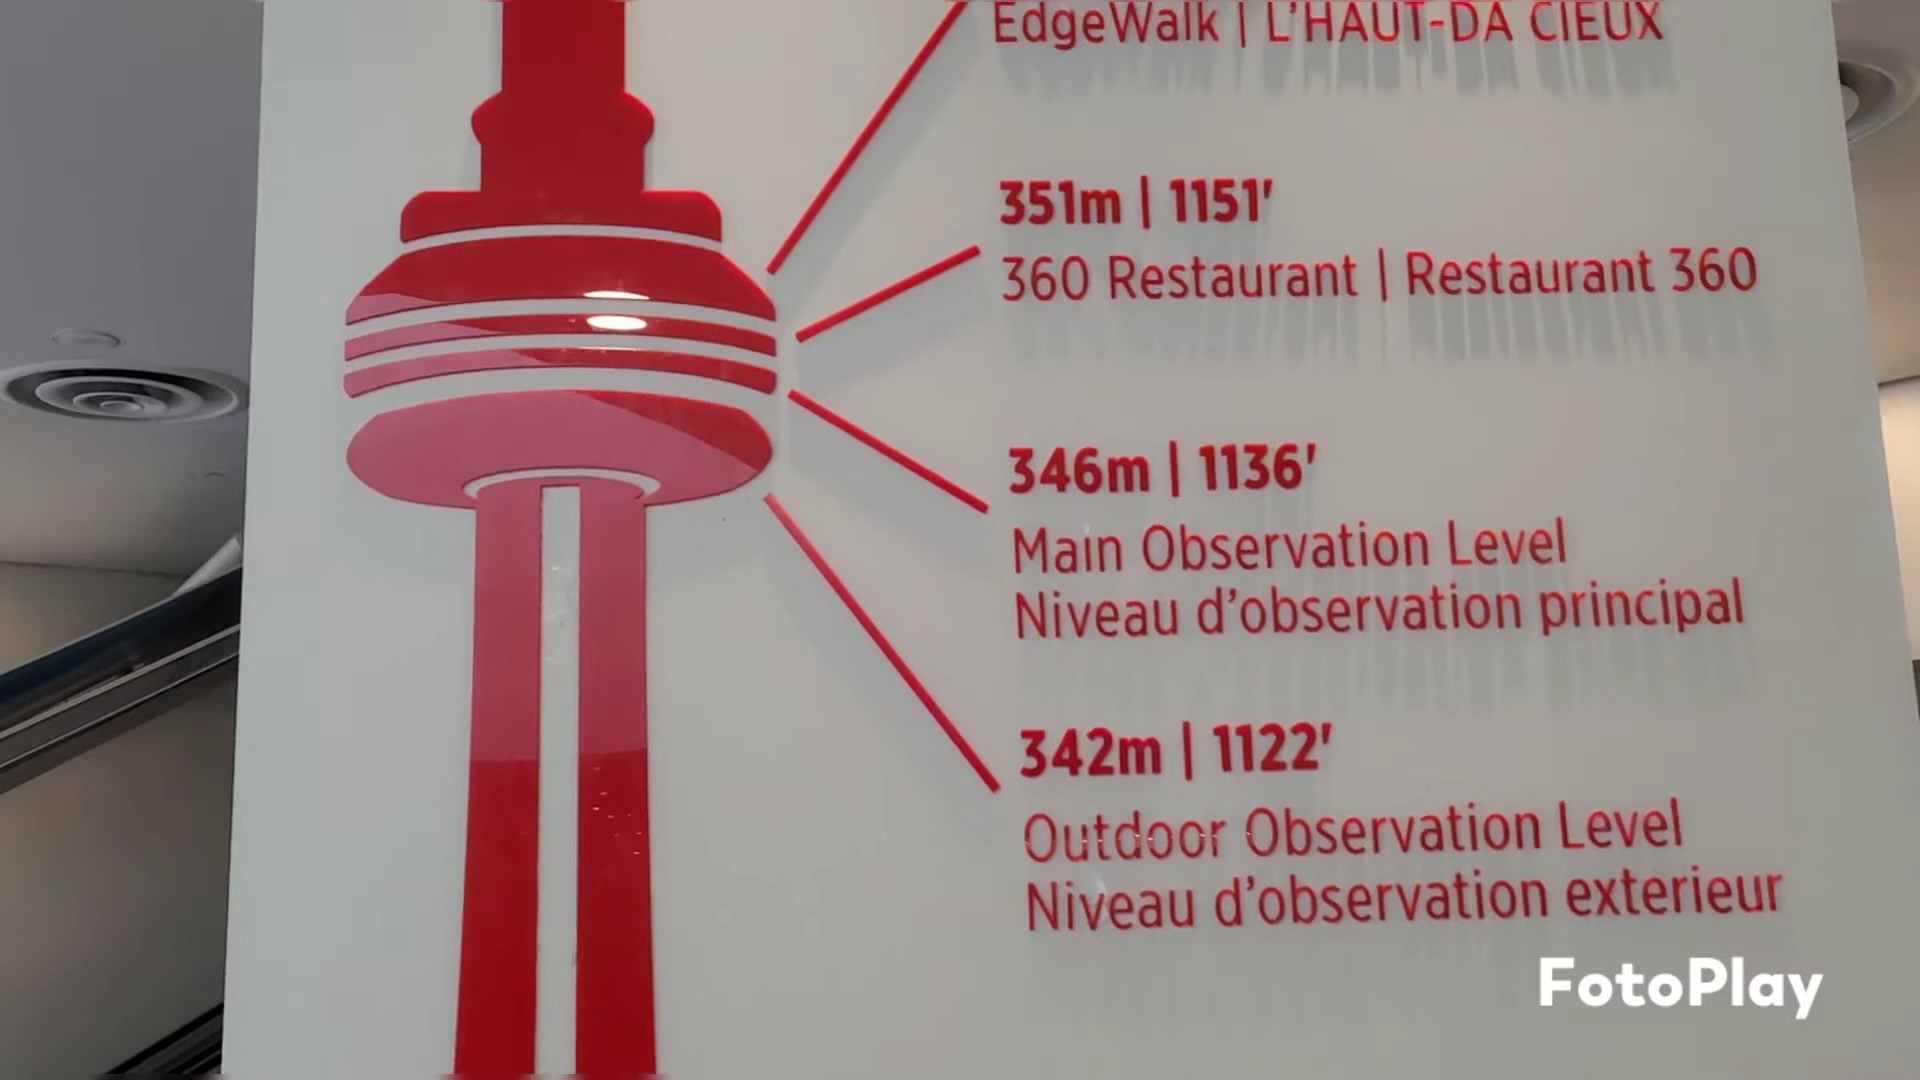 EdgeWalk | L'HAUT-DA CIEUX
351m | 1151'
360 Restaurant | Restaurant 360
346m | 1136'
Main Observation Level
Niveau d'observation principal
342m | 1122'
Outdoor Observation Level
Niveau d'observation exterieur
FotoPlay